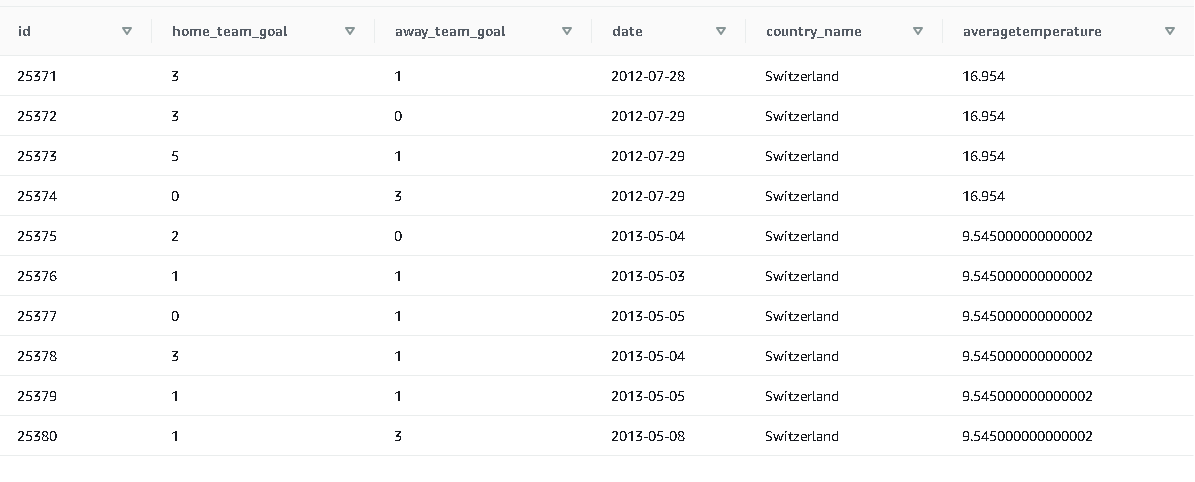 id home_team_goal away_team_goal date country_name averagetemperature
25371 3 1 2012-07-28 Switzerland 16.954
25372 3 0 2012-07-29 Switzerland 16.954
25373 5 1 2012-07-29 Switzerland 16.954
25374 0 3 2012-07-29 Switzerland 16.954
25375 2 0 2013-05-04 Switzerland 9.545000000000002
25376 1 1 2013-05-03 Switzerland 9.545000000000002
25377 0 1 2013-05-05 Switzerland 9.545000000000002
25378 3 1 2013-05-04 Switzerland 9.545000000000002
25379 1 1 2013-05-05 Switzerland 9.545000000000002
25380 1 3 2013-05-08 Switzerland 9.545000000000002